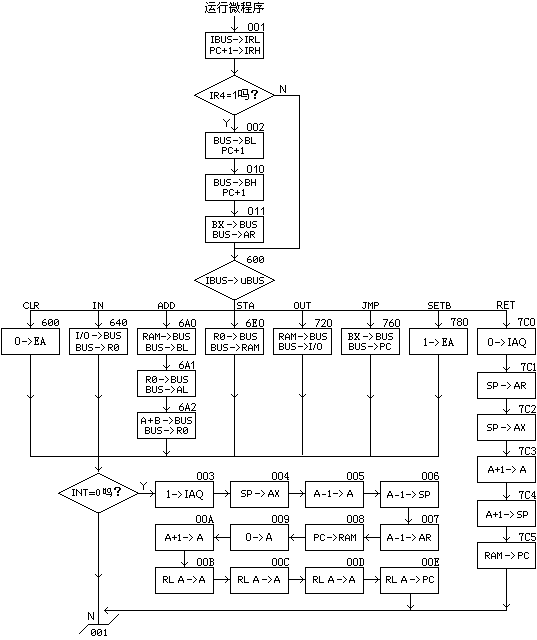 运行微程序
001
IBUS->IRL
PC+1->IRH
IR4=1吗?
N
Y
002
BUS->BL
PC+1
010
BUS->BH
PC+1
011
BX->BUS
BUS->AR
600
IBUS->uBUS
CLR IN ADD STA OUT JMP SETB RET
600 640 6A0 6E0 720 760 780 7C0
0->EA I/O->BUS RAM->BUS R0->BUS RAM->BUS BX->BUS 1->EA 0->IAQ
BUS->R0 BUS->BL BUS->RAM BUS->I/O BUS->PC
6A1 7C1
R0->BUS SP->AR
BUS->AL
6A2 7C2
A+B->BUS SP->AX
BUS->R0
7C3
A+1->A
INT=0吗?
Y
003 004 005 006
1->IAQ SP->AX A-1->A A-1->SP
7C4
A+1->SP
00A 009 008 007
A+1->A 0->A PC->RAM A-1->AR
7C5
RAM->PC
00B 00C 00D 00E
RL A->A RL A->A RL A->A RL A->PC
N
001